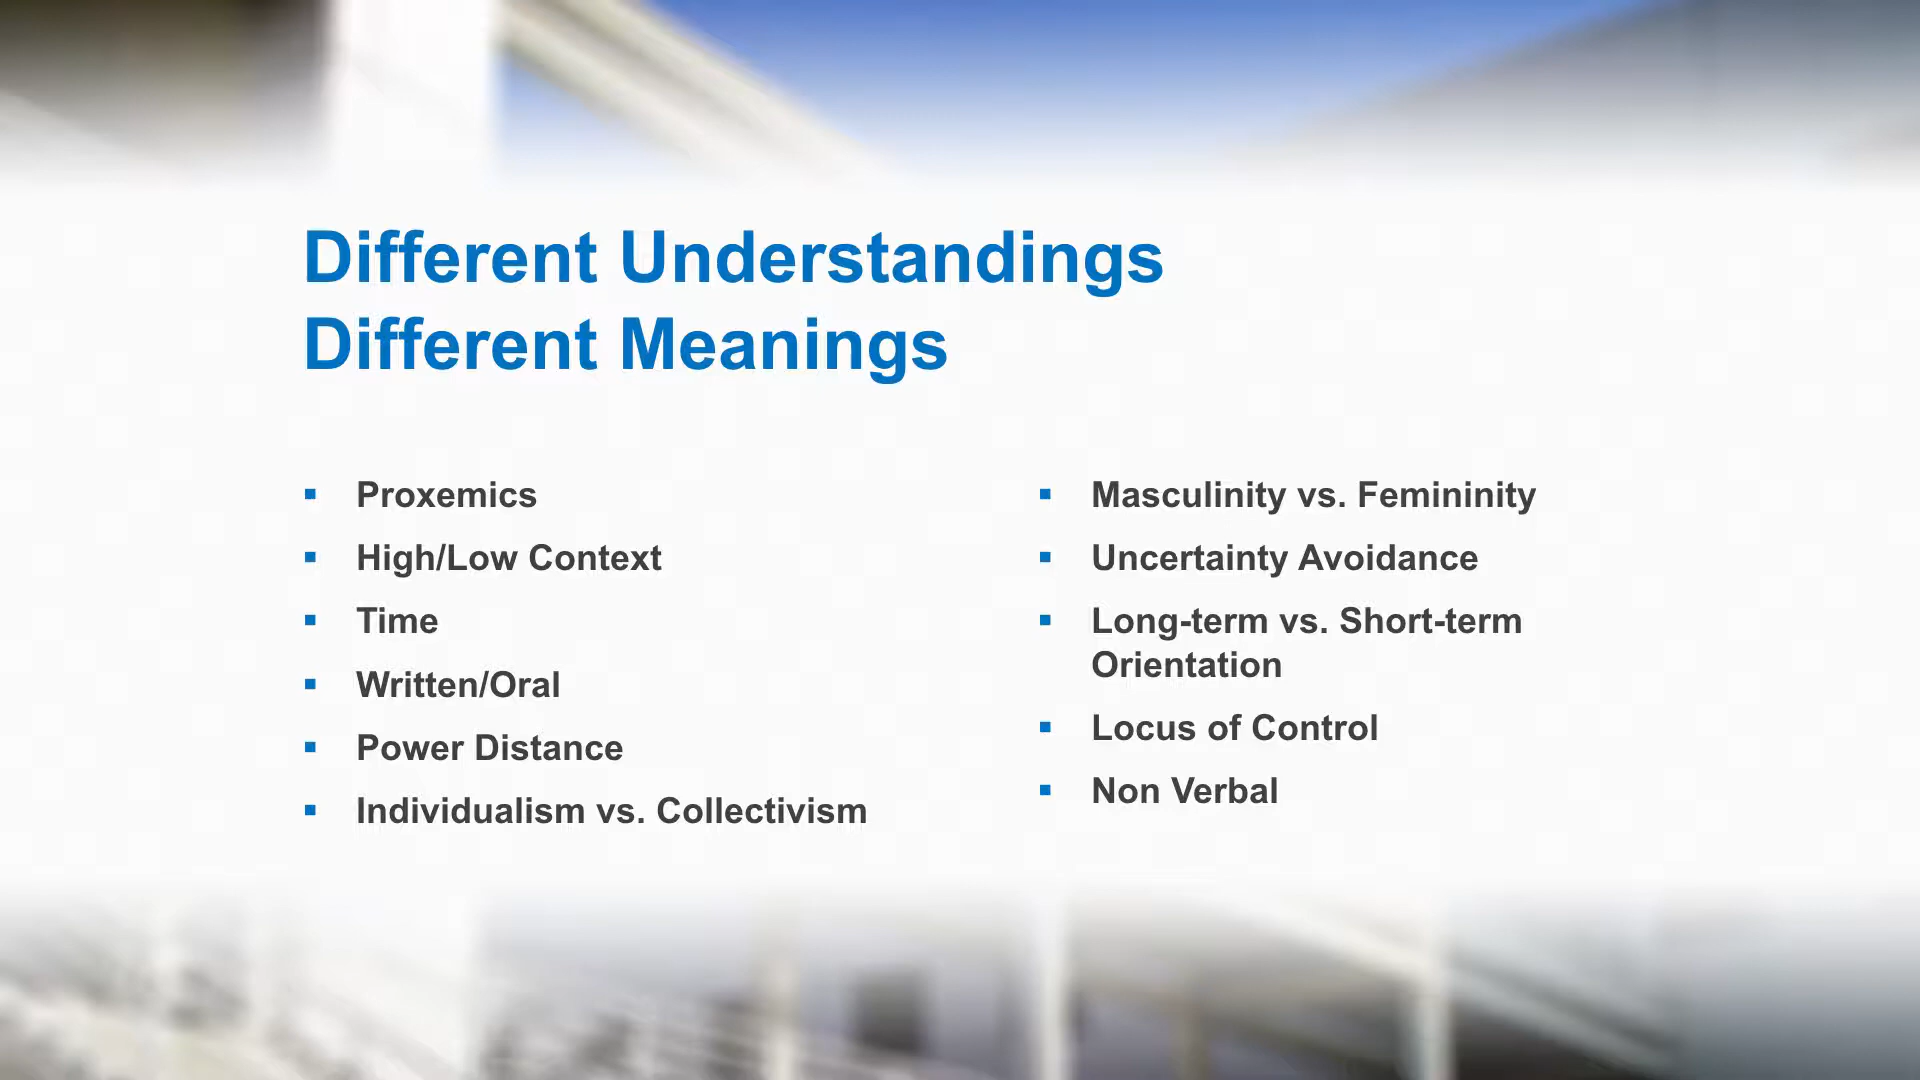 Different Understandings
Different Meanings
▪ Proxemics
▪ High/Low Context
▪ Time
▪ Written/Oral
▪ Power Distance
▪ Individualism vs. Collectivism
▪ Masculinity vs. Femininity
▪ Uncertainty Avoidance
▪ Long-term vs. Short-term
Orientation
▪ Locus of Control
▪ Non Verbal